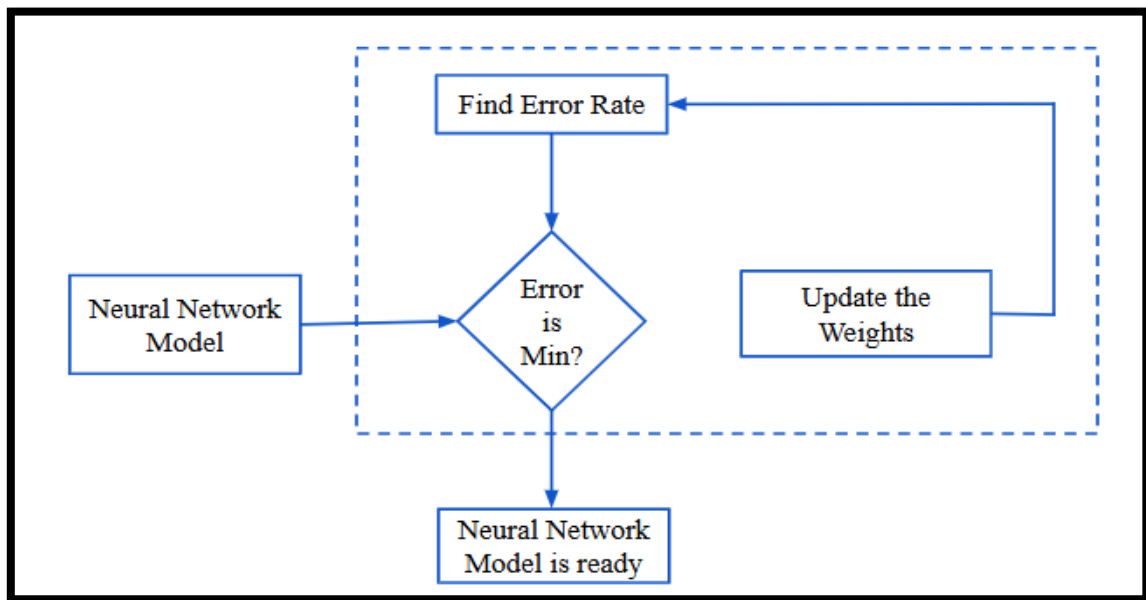 Find Error Rate
Error
is
Min?
Neural Network
Model
Update the
Weights
Neural Network
Model is ready